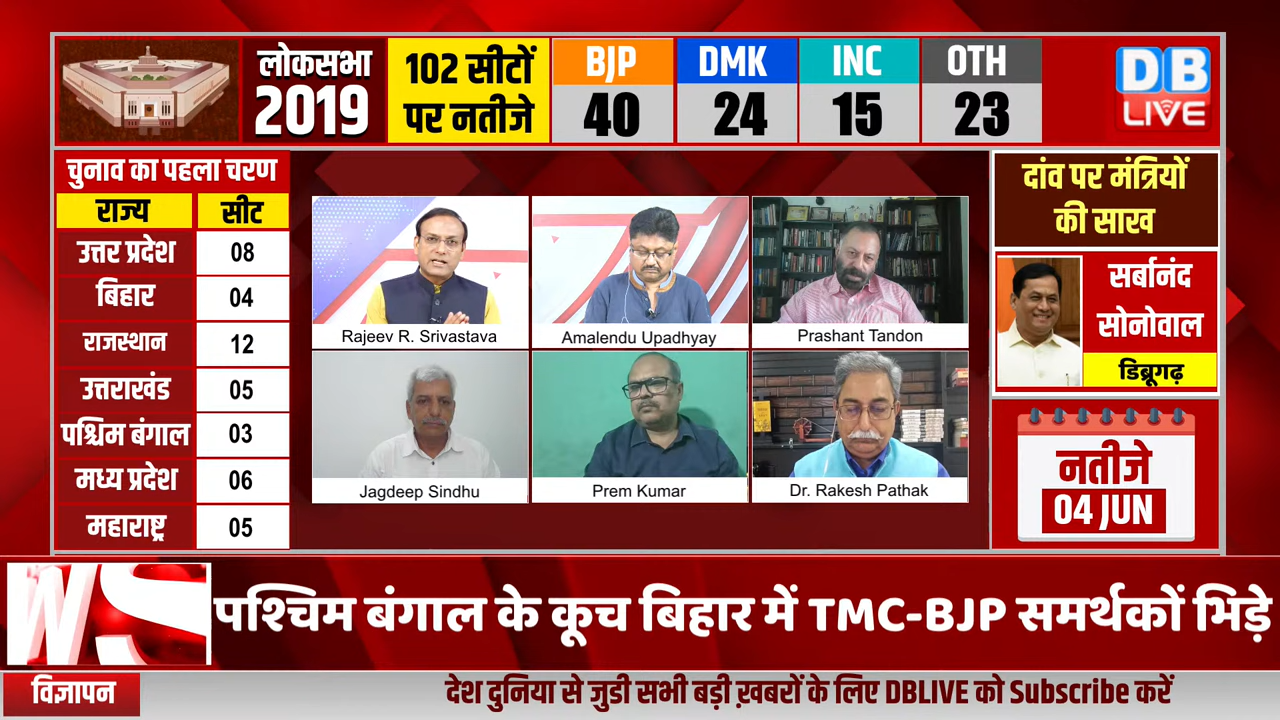 लोकसभा
2019
102 सीटों
पर नतीजे
BJP
40
DMK
24
INC
15
OTH
23
DB
LIVE
चुनाव का पहला चरण
राज्य सीट
उत्तर प्रदेश 08
बिहार 04
राजस्थान 12
उत्तराखंड 05
पश्चिम बंगाल 03
मध्य प्रदेश 06
महाराष्ट्र 05
Rajeev R. Srivastava
Amalendu Upadhyay
Prashant Tandon
Jagdeep Sindhu
Prem Kumar
Dr. Rakesh Pathak
दांव पर मंत्रियों
की साख
सर्बानंद
सोनोवाल
डिब्रूगढ़
नतीजे
04 JUN
WS
पश्चिम बंगाल के कूच बिहार में TMC-BJP समर्थकों भिड़े
विज्ञापन
देश दुनिया से जुडी सभी बड़ी ख़बरों के लिए DBLIVE को Subscribe करें